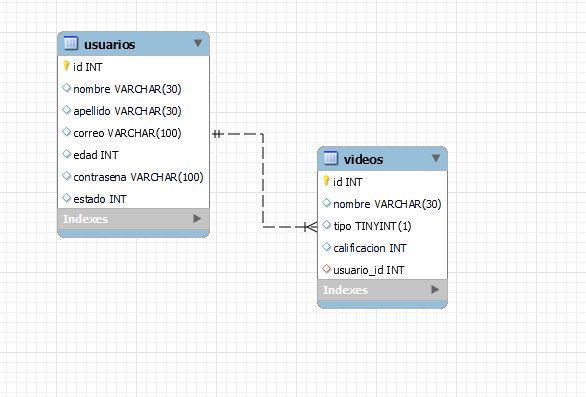 usuarios
id INT
nombre VARCHAR(30)
apellido VARCHAR(30)
correo VARCHAR(100)
edad INT
contrasena VARCHAR(100)
estado INT
Indexes
videos
id INT
nombre VARCHAR(30)
tipo TINYINT(1)
calificacion INT
usuario_id INT
Indexes